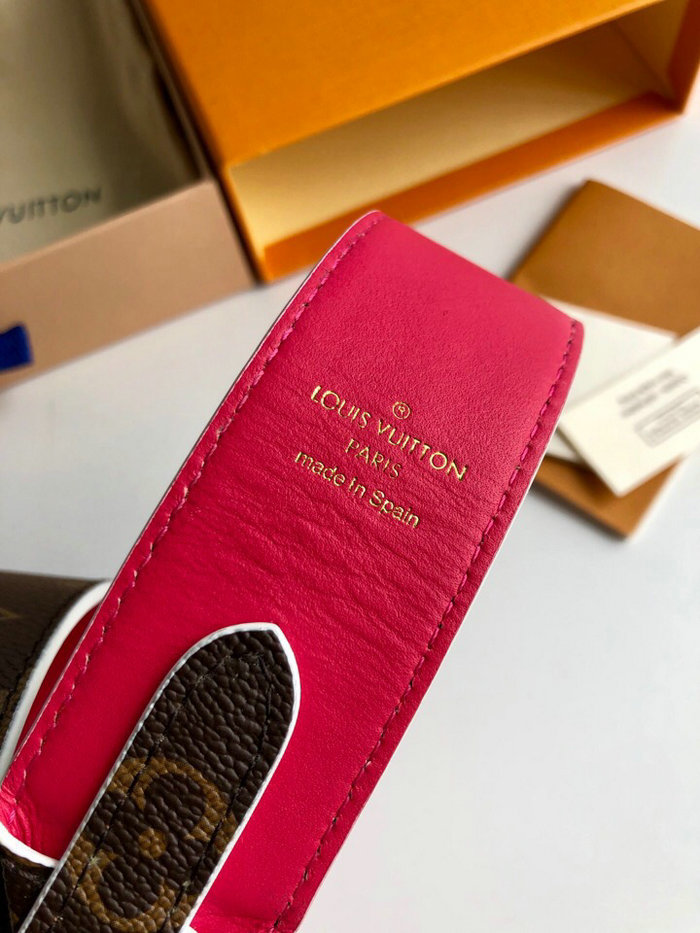 VUITTON
®
LOUIS VUITTON
PARIS
made in Spain